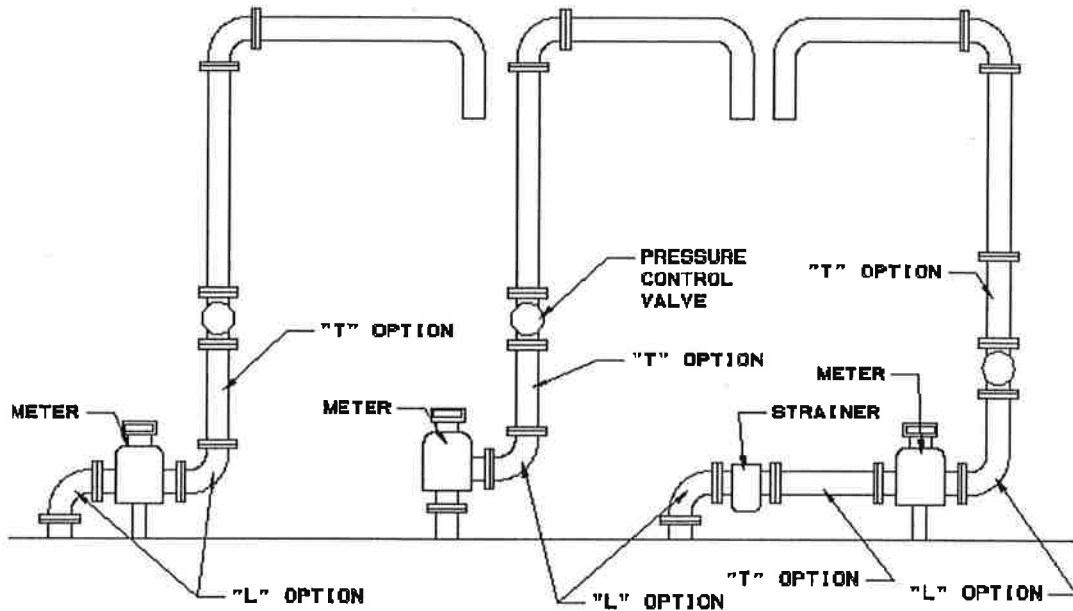 PRESSURE
CONTROL
VALVE
"T" OPTION
"T" OPTION
"T" OPTION
METER
METER
METER
STRAINER
"T" OPTION
"L" OPTION
"L" OPTION
"L" OPTION